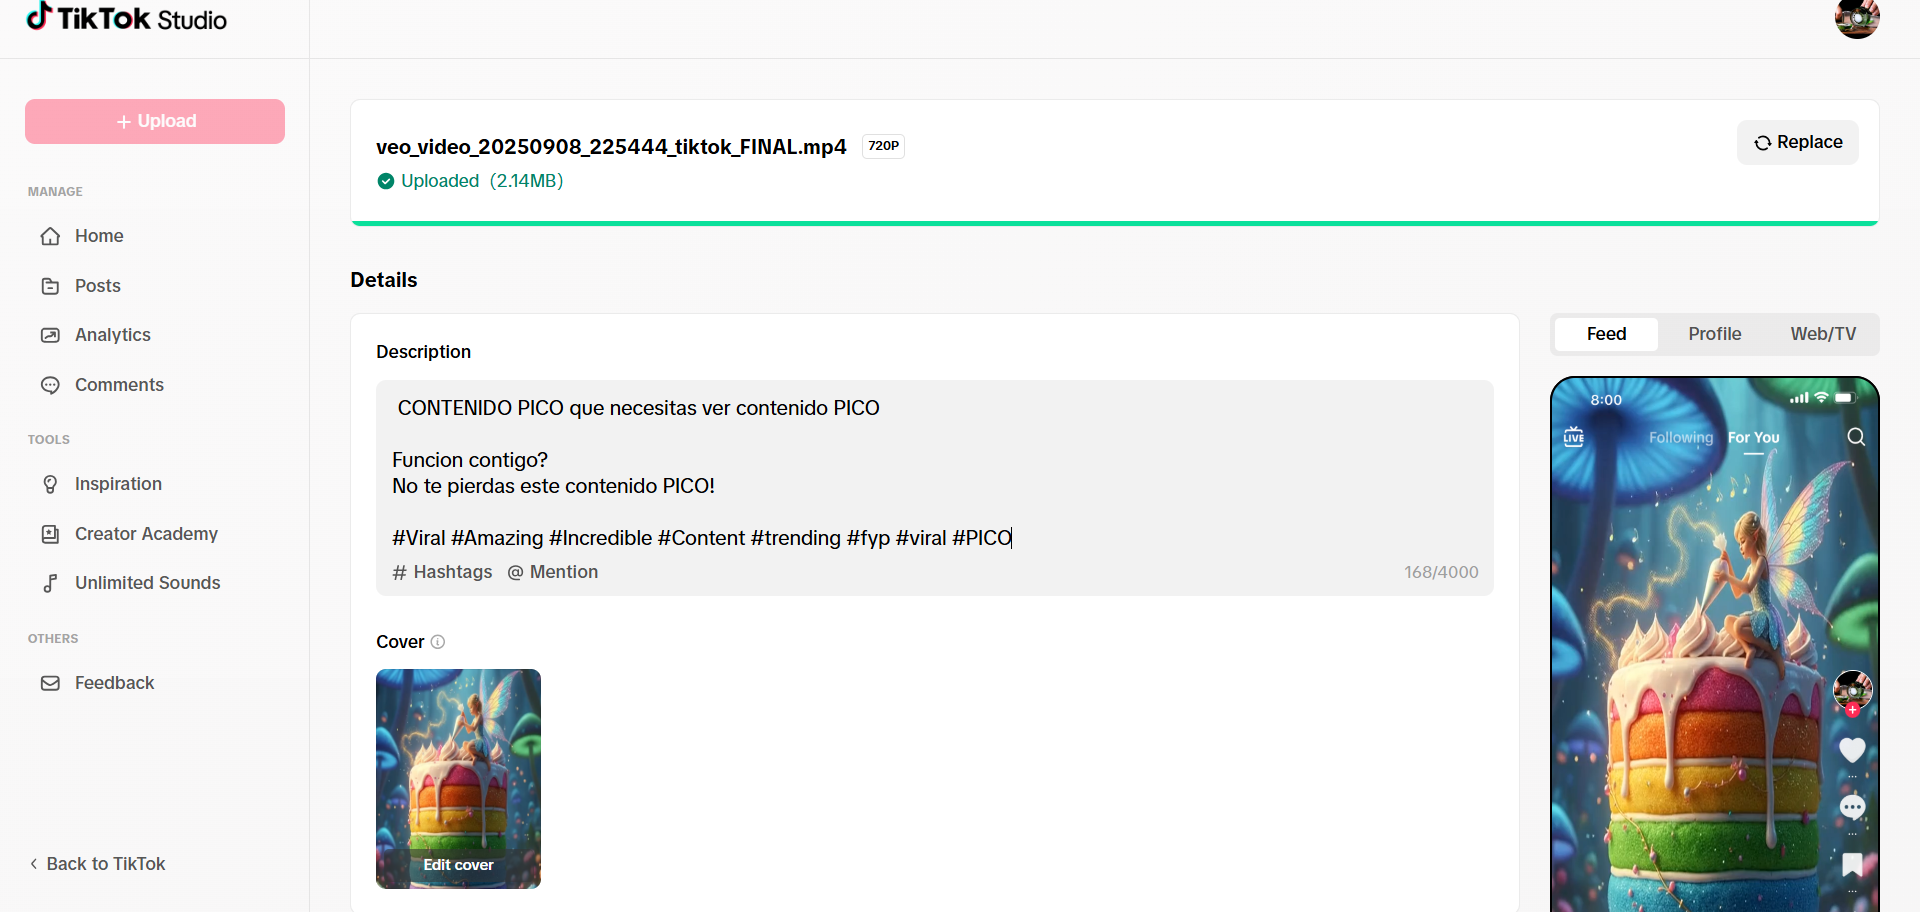 TikTok Studio
+ Upload
MANAGE
Home
Posts
Analytics
Comments
TOOLS
Inspiration
Creator Academy
Unlimited Sounds
OTHERS
Feedback
< Back to TikTok
veo_video_20250908_225444_tiktok_FINAL.mp4 720P
Uploaded (2.14MB)
Replace
Details
Description
CONTENIDO PICO que necesitas ver contenido PICO
Funcion contigo?
No te pierdas este contenido PICO!
#Viral #Amazing #Incredible #Content #trending #fyp #viral #PICO
# Hashtags @ Mention 168/4000
Cover
Edit cover
Feed Profile Web/TV
8:00
LIVE Following For You